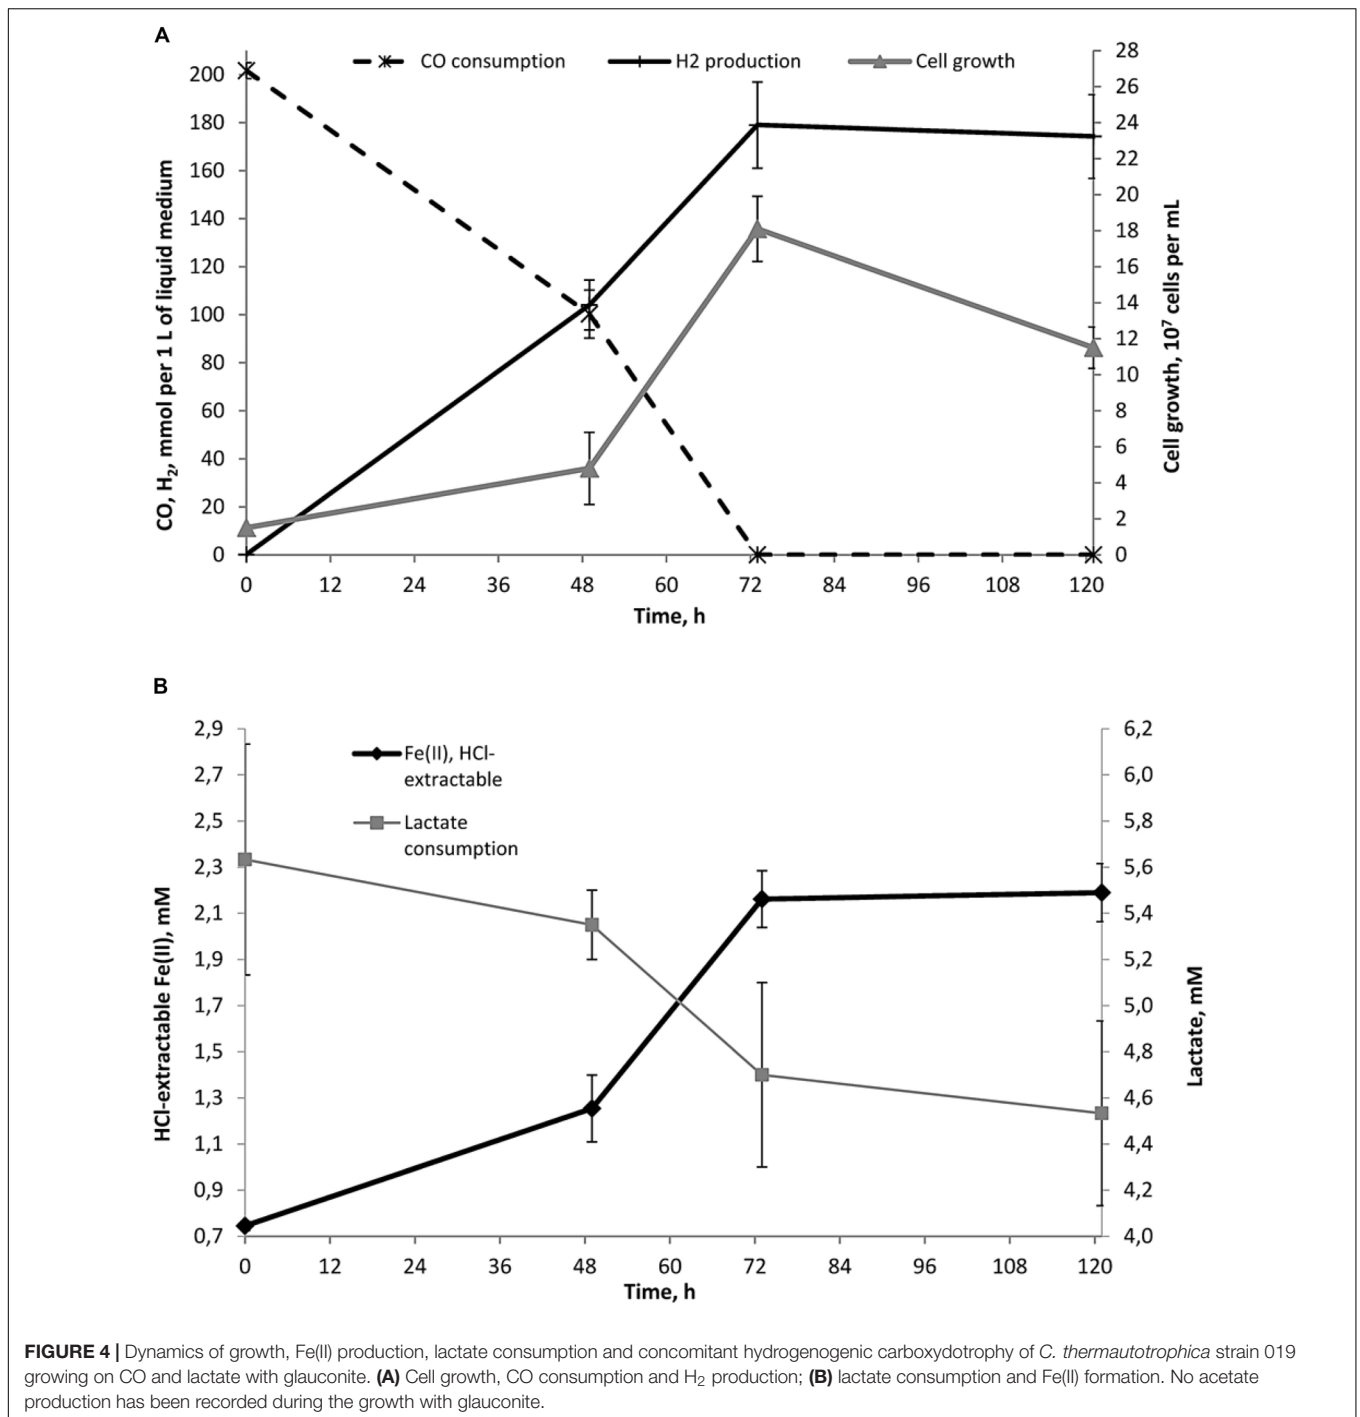 A
CO consumption H2 production Cell growth
CO, H2, mmol per 1 L of liquid medium
200
180
160
140
120
100
80
60
40
20
0
28
26
24
22
20
18
16
14
12
10
8
6
4
2
0
Cell growth, 10⁷ cells per mL
0 12 24 36 48 60 72 84 96 108 120
Time, h
B
Fe(II), HCl-
extractable
Lactate
consumption
HCl-extractable Fe(II), mM
2,9
2,7
2,5
2,3
2,1
1,9
1,7
1,5
1,3
1,1
0,9
0,7
6,2
6,0
5,8
5,6
5,4
5,2
5,0
4,8
4,6
4,4
4,2
4,0
Lactate, mM
0 12 24 36 48 60 72 84 96 108 120
Time, h
FIGURE 4 | Dynamics of growth, Fe(II) production, lactate consumption and concomitant hydrogenogenic carboxydotrophy of C. thermautotrophica strain 019
growing on CO and lactate with glauconite. (A) Cell growth, CO consumption and H2 production; (B) lactate consumption and Fe(II) formation. No acetate
production has been recorded during the growth with glauconite.